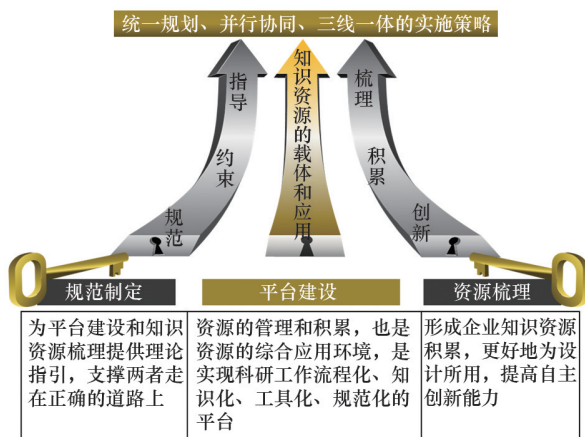 统一规划、并行协同、三线一体的实施策略
指导
约束
规范
知识资源的载体和应用
梳理
积累
创新
规范制定
平台建设
资源梳理
为平台建设和知识
资源梳理提供理论
指引，支撑两者走
在正确的道路上
资源的管理和积累，也是
资源的综合应用环境，是
实现科研工作流程化、知
识化、工具化、规范化的
平台
形成企业知识资源
积累，更好地为设
计所用，提高自主
创新能力